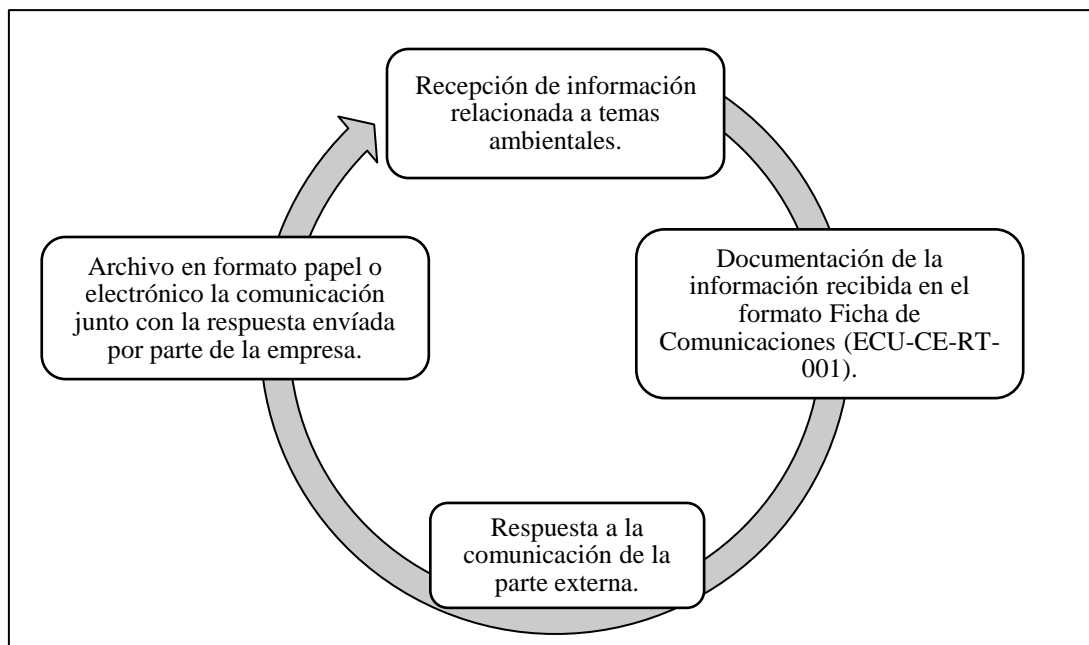 Recepción de información
relacionada a temas
ambientales.
Documentación de la
información recibida en el
formato Ficha de
Comunicaciones (ECU-CE-RT-
001).
Respuesta a la
comunicación de la
parte externa.
Archivo en formato papel o
electrónico la comunicación
junto con la respuesta envíada
por parte de la empresa.